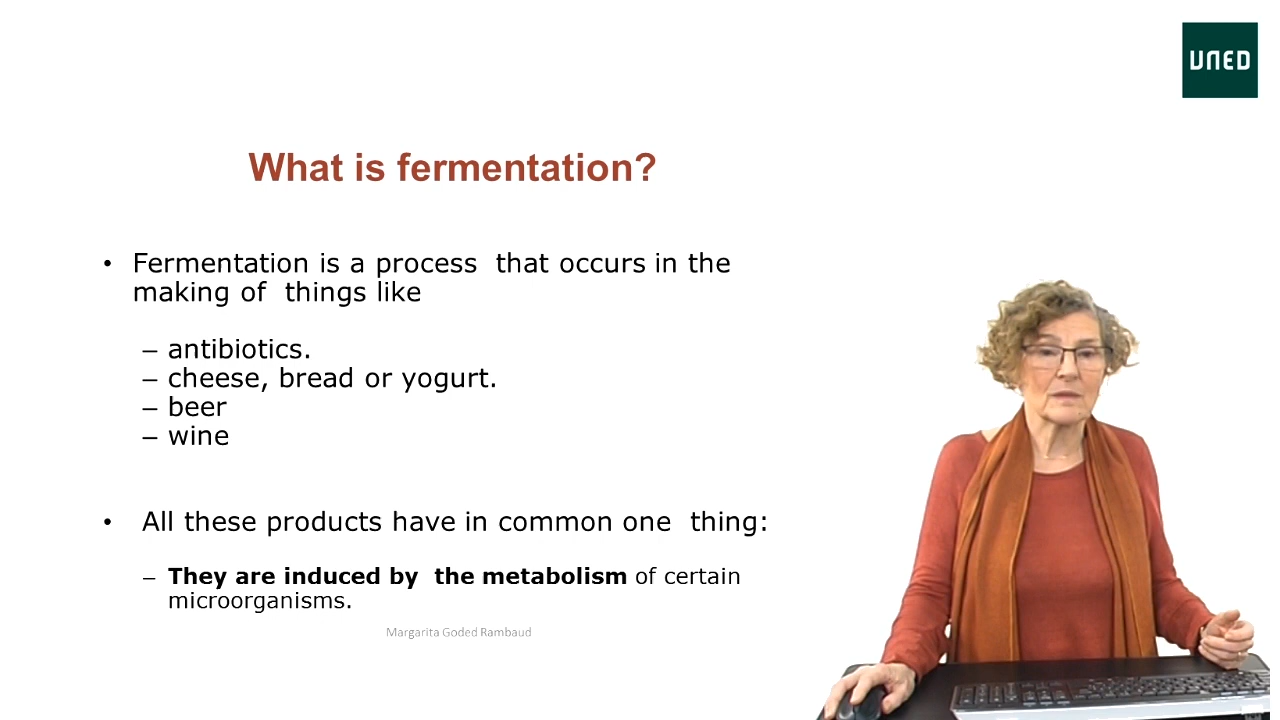 UNED
What is fermentation?
• Fermentation is a process that occurs in the
making of things like
– antibiotics.
– cheese, bread or yogurt.
– beer
– wine
• All these products have in common one thing:
– They are induced by the metabolism of certain
microorganisms.
Margarita Goded Rambaud